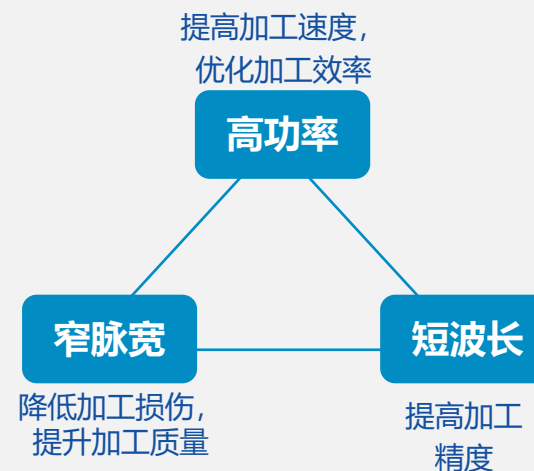 提高加工速度，
优化加工效率
高功率
窄脉宽
短波长
降低加工损伤，
提升加工质量
提高加工
精度